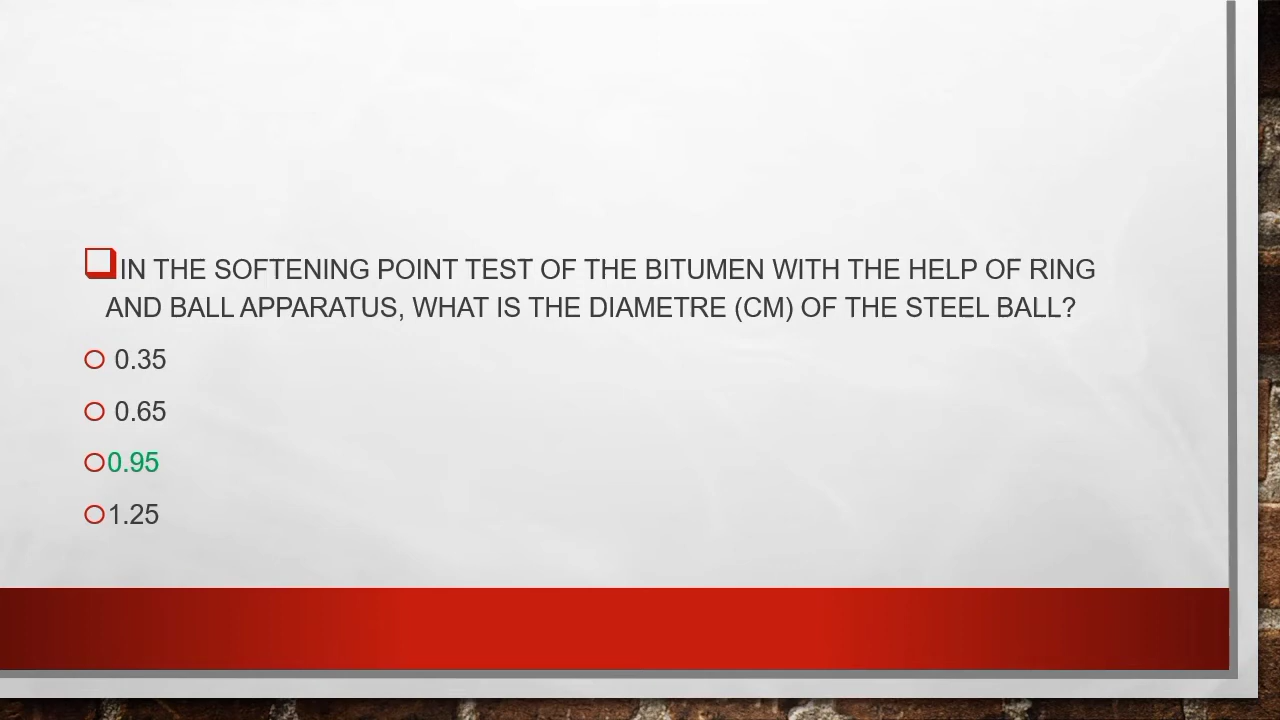 IN THE SOFTENING POINT TEST OF THE BITUMEN WITH THE HELP OF RING
AND BALL APPARATUS, WHAT IS THE DIAMETRE (CM) OF THE STEEL BALL?
0.35
0.65
0.95
1.25